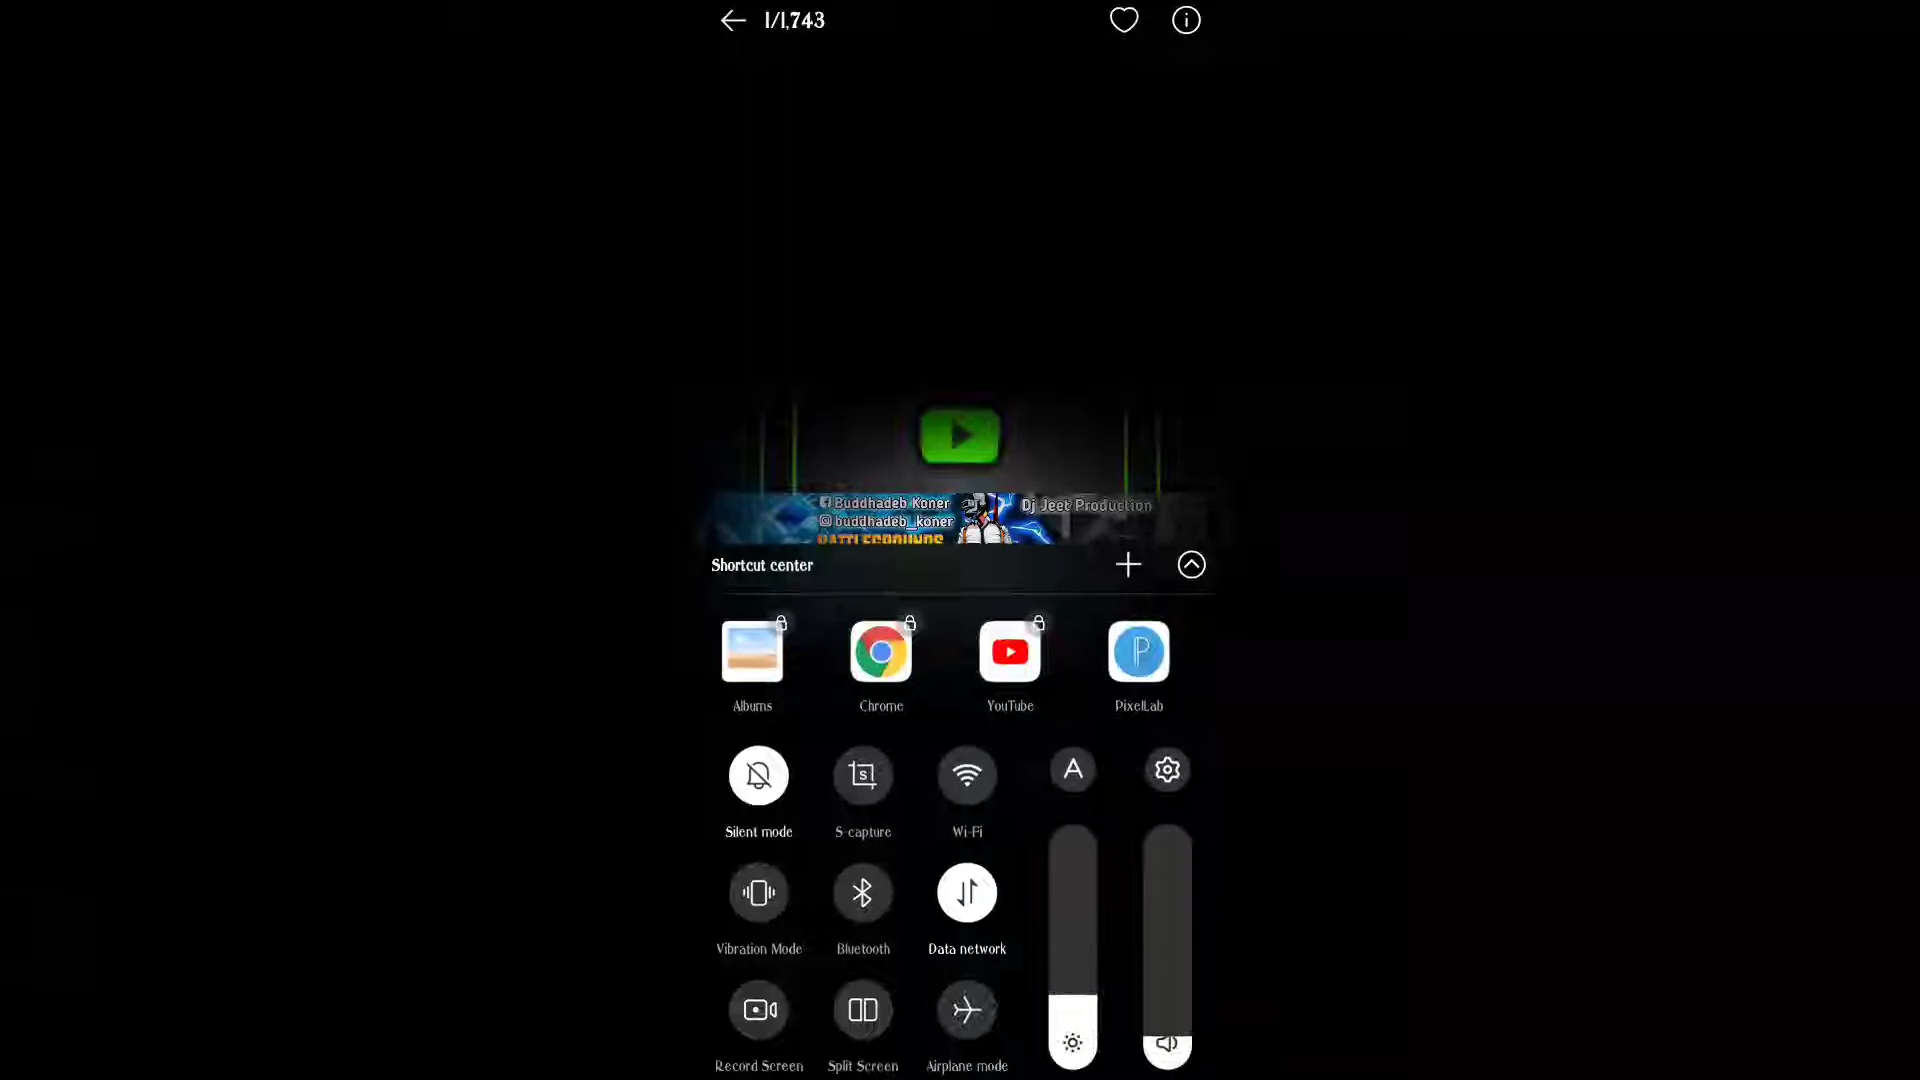 1/1,743
Buddhadeb Koner
buddhadeb_koner
Dj Jeet Production
BATTLEGROUNDS
Shortcut center
Albums
Chrome
YouTube
PixelLab
Silent mode
S-capture
Wi-Fi
A
Vibration Mode
Bluetooth
Data network
Record Screen
Split Screen
Airplane mode